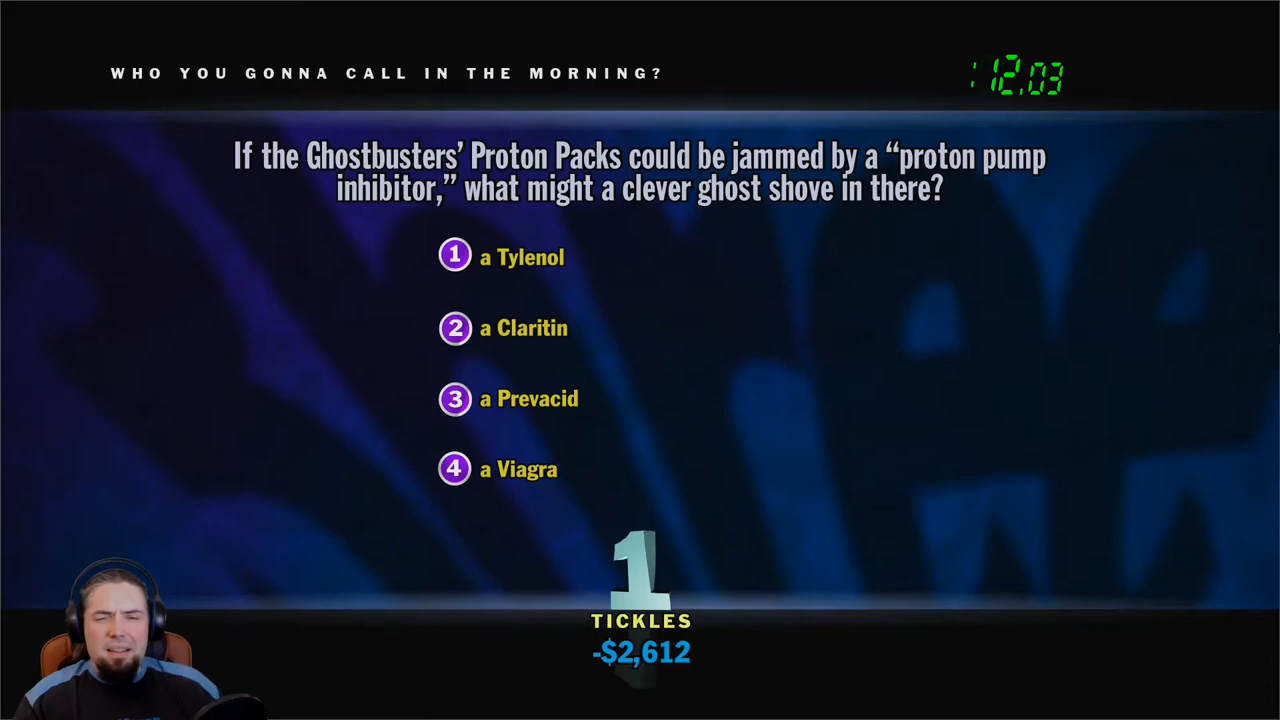 WHO YOU GONNA CALL IN THE MORNING?
:12.03
If the Ghostbusters’ Proton Packs could be jammed by a “proton pump
inhibitor,” what might a clever ghost shove in there?
1 a Tylenol
2 a Claritin
3 a Prevacid
4 a Viagra
1
TICKLES
-$2,612